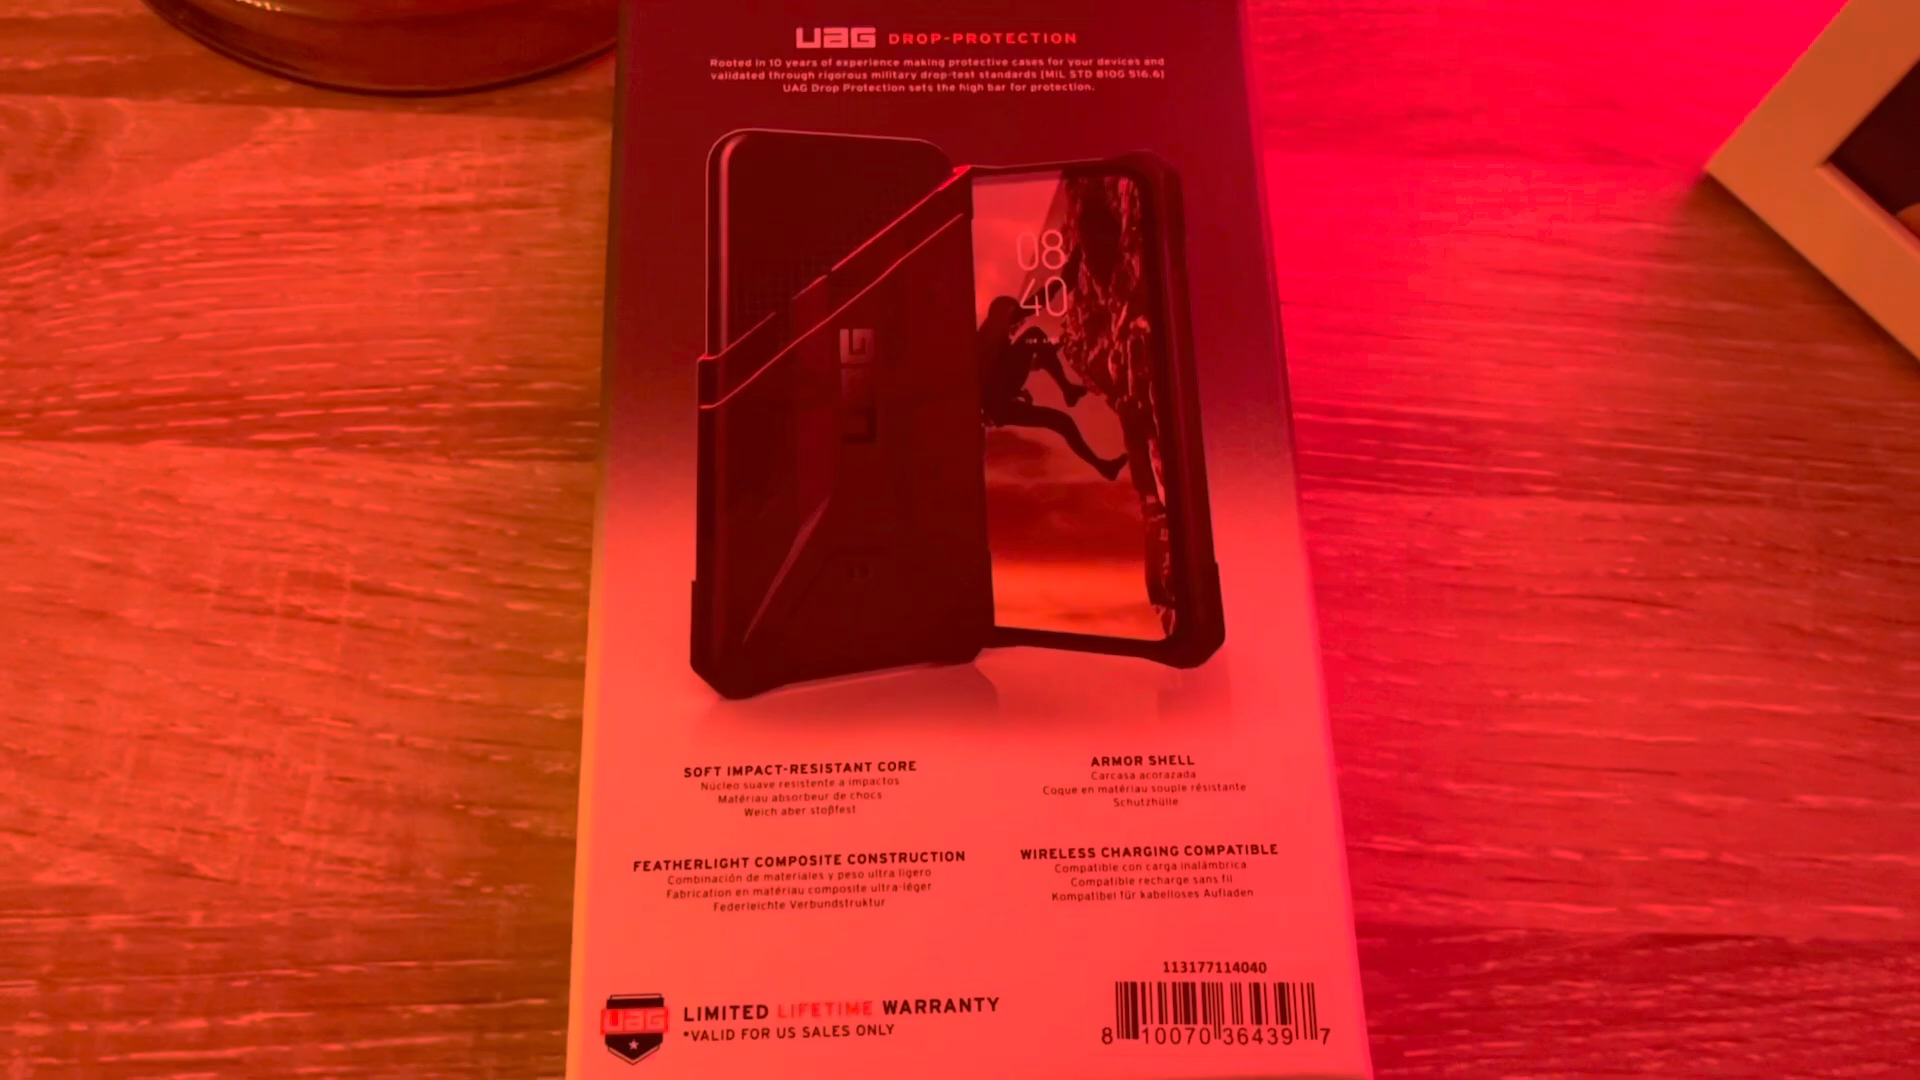 UAG DROP-PROTECTION
Rooted in 10 years of experience making protective cases for your devices and
validated through rigorous military drop-test standards (MIL STD 810G 516.6)
UAG Drop Protection sets the high bar for protection.
08
40
UAG
SOFT IMPACT-RESISTANT CORE
Núcleo suave resistente a impactos
Matériau absorbeur de chocs
Weich aber stoßfest
ARMOR SHELL
Carcasa acorazada
Coque en matériau souple résistante
Schutzhülle
FEATHERLIGHT COMPOSITE CONSTRUCTION
Combinación de materiales y peso ultra ligero
Fabrication en matériau composite ultra-léger
Federleichte Verbundstruktur
WIRELESS CHARGING COMPATIBLE
Compatible con carga inalámbrica
Compatible recharge sans fil
Kompatibel für kabelloses Aufladen
UAG
LIMITED LIFETIME WARRANTY
*VALID FOR US SALES ONLY
113177114040
8 10070 36439 7